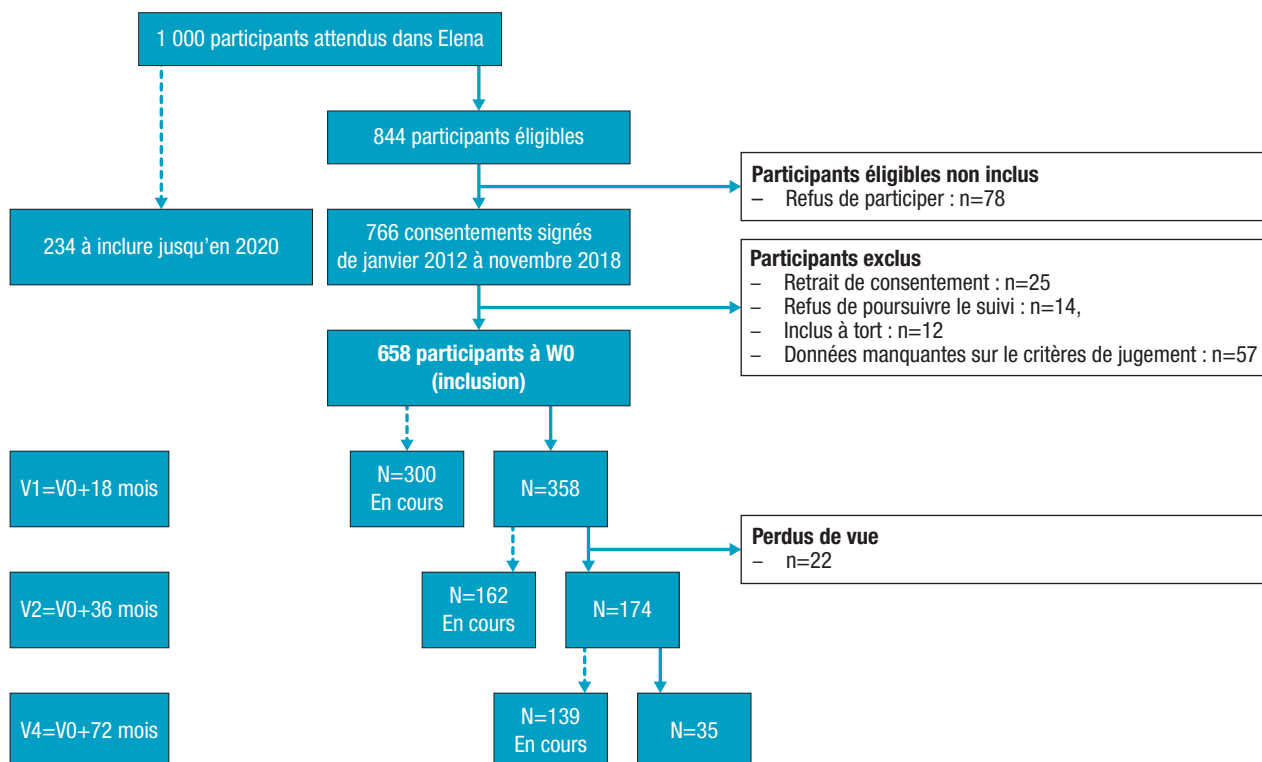 1 000 participants attendus dans Elena
844 participants éligibles
Participants éligibles non inclus
– Refus de participer : n=78
234 à inclure jusqu’en 2020
766 consentements signés
de janvier 2012 à novembre 2018
Participants exclus
– Retrait de consentement : n=25
– Refus de poursuivre le suivi : n=14,
– Inclus à tort : n=12
– Données manquantes sur le critères de jugement : n=57
658 participants à W0
(inclusion)
V1=V0+18 mois
N=300
En cours
N=358
Perdus de vue
– n=22
V2=V0+36 mois
N=162
En cours
N=174
V4=V0+72 mois
N=139
En cours
N=35